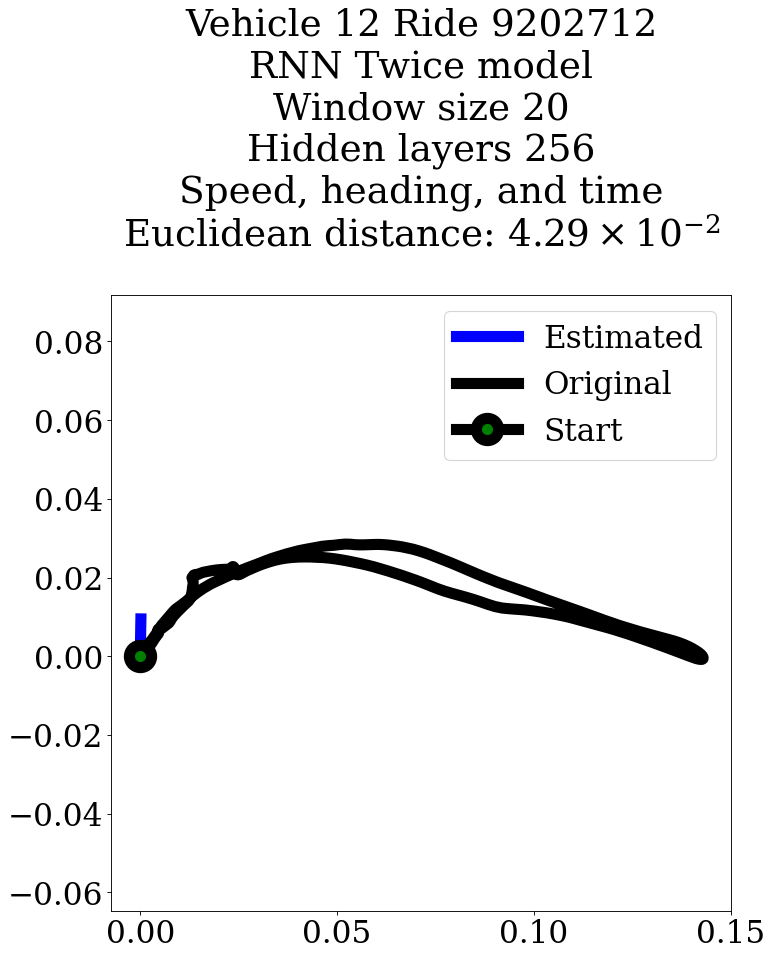 Vehicle 12 Ride 9202712
RNN Twice model
Window size 20
Hidden layers 256
Speed, heading, and time
Euclidean distance: 4.29 × 10⁻²
Estimated
Original
Start
0.08
0.06
0.04
0.02
0.00
−0.02
−0.04
−0.06
0.00 0.05 0.10 0.15